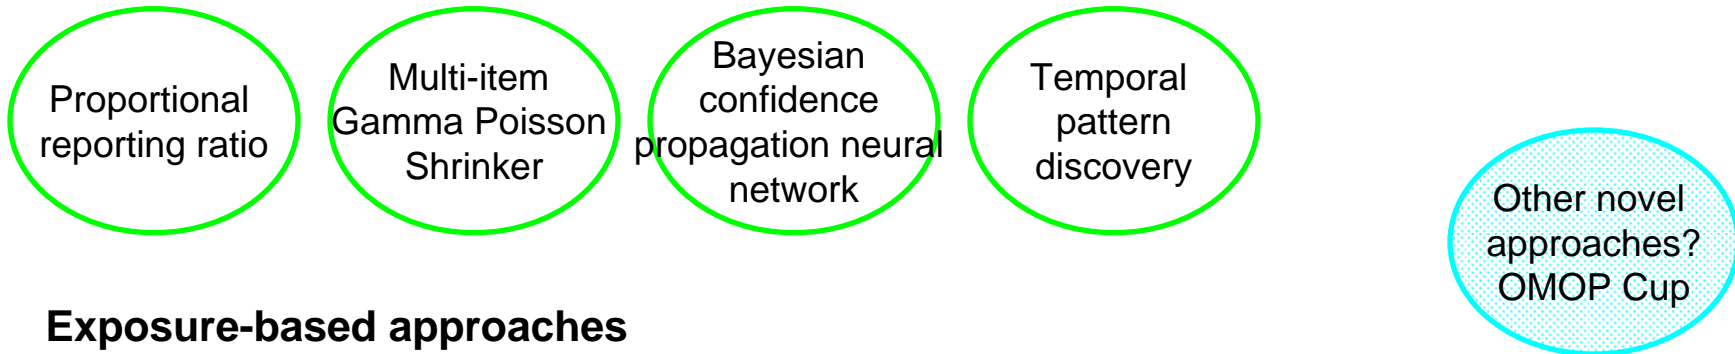 Proportional
reporting ratio
Multi-item
Gamma Poisson
Shrinker
Bayesian
confidence
propagation neural
network
Temporal
pattern
discovery
Other novel
approaches?
OMOP Cup
Exposure-based approaches